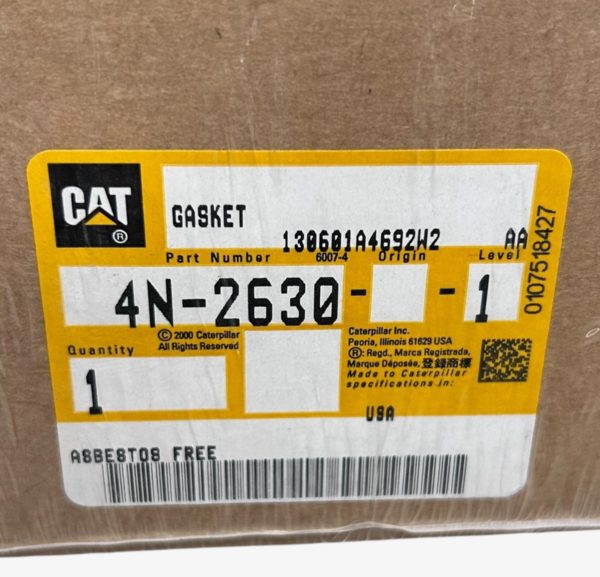 CAT®
GASKET
130601A4692W2 AA
Part Number 6007-4 Origin Level
4N-2630- -1
0107518427
© 2000 Caterpillar
All Rights Reserved
Quantity
1
Caterpillar Inc.
Peoria, Illinois 61629 USA
®: Regd., Marca Registrada,
Marque Déposée, 登録商標
Made to Caterpillar
specifications in:
USA
ASBESTOS FREE